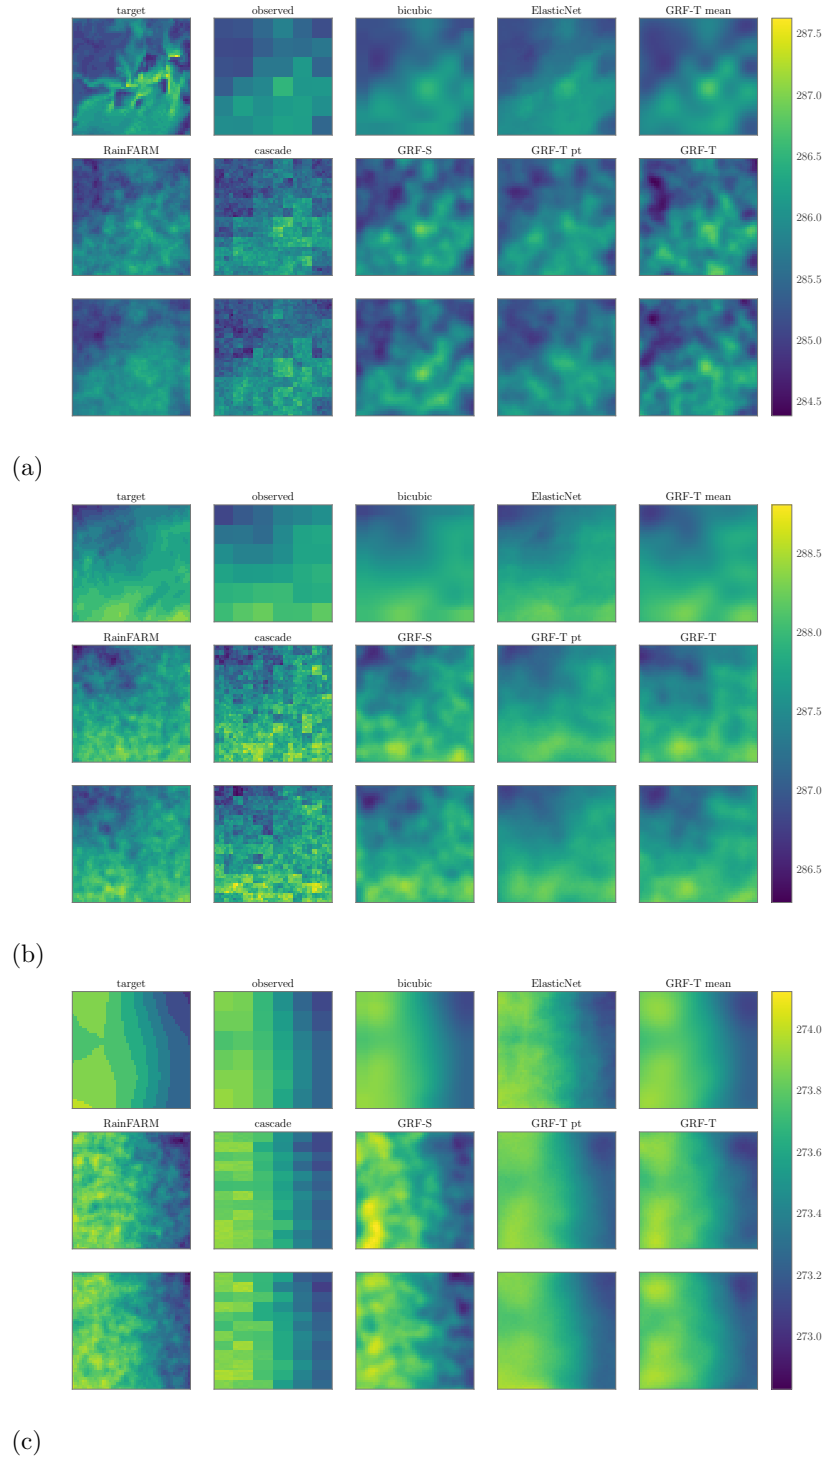 target observed bicubic ElasticNet GRF-T mean
287.5
287.0
RainFARM cascade GRF-S GRF-T pt GRF-T
286.5
286.0
285.5
285.0
284.5
(a)
target observed bicubic ElasticNet GRF-T mean
288.5
RainFARM cascade GRF-S GRF-T pt GRF-T
288.0
287.5
287.0
286.5
(b)
target observed bicubic ElasticNet GRF-T mean
274.0
273.8
RainFARM cascade GRF-S GRF-T pt GRF-T
273.6
273.4
273.2
273.0
(c)